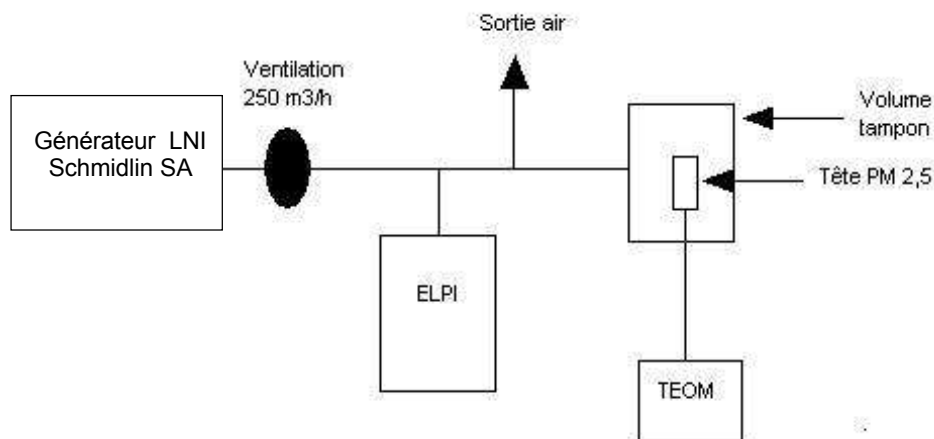 Sortie air
Ventilation
250 m3/h
Générateur LNI
Schmidlin SA
Volume
tampon
Tête PM 2,5
ELPI
TEOM